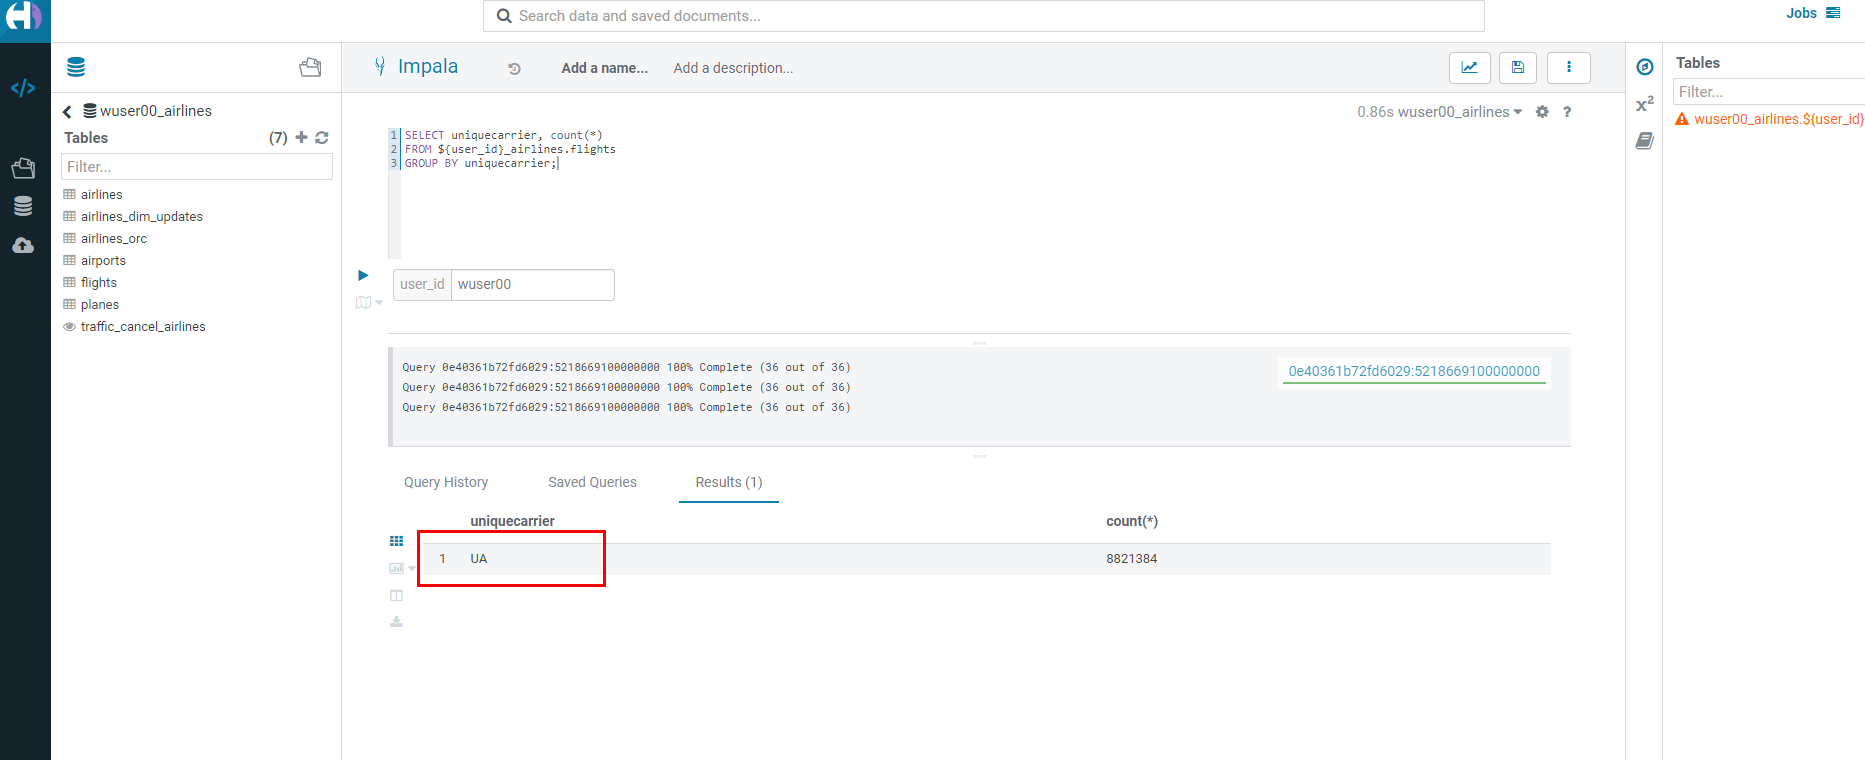 Search data and saved documents...
Jobs
Impala
Add a name...
Add a description...
wuser00_airlines
Tables
(7)
Filter...
airlines
airlines_dim_updates
airlines_orc
airports
flights
planes
traffic_cancel_airlines
0.86s wuser00_airlines
?
1 SELECT uniquecarrier, count(*)
2 FROM ${user_id}_airlines.flights
3 GROUP BY uniquecarrier;
user_id wuser00
Query 0e40361b72fd6029:5218669100000000 100% Complete (36 out of 36)
Query 0e40361b72fd6029:5218669100000000 100% Complete (36 out of 36)
Query 0e40361b72fd6029:5218669100000000 100% Complete (36 out of 36)
0e40361b72fd6029:5218669100000000
Query History
Saved Queries
Results (1)
uniquecarrier count(*)
1 UA 8821384
x²
Tables
Filter...
wuser00_airlines.${user_id}